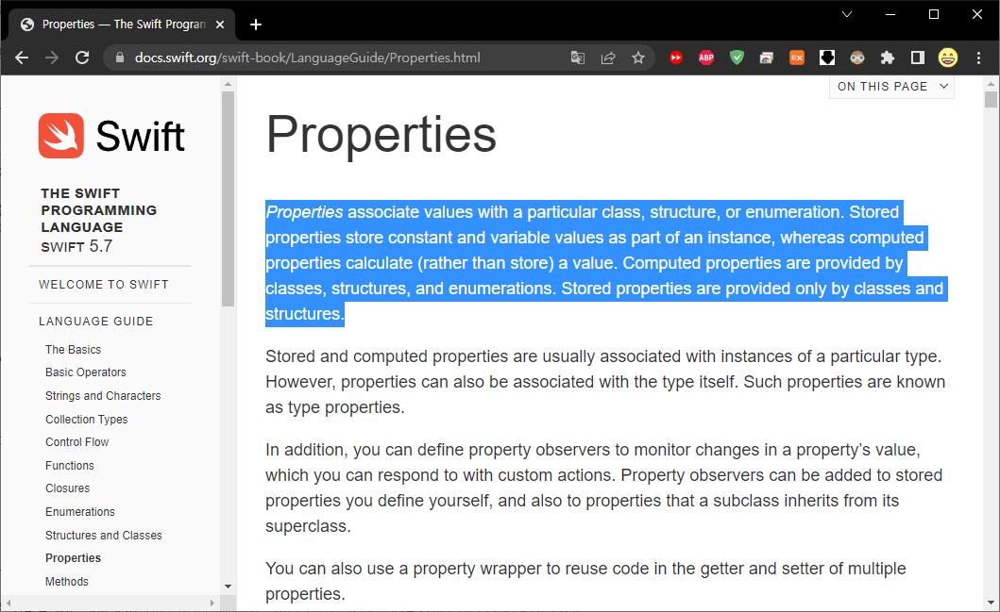 Properties — The Swift Program
docs.swift.org/swift-book/LanguageGuide/Properties.html
ABP
EX
ON THIS PAGE
Swift
THE SWIFT
PROGRAMMING
LANGUAGE
SWIFT 5.7
WELCOME TO SWIFT
LANGUAGE GUIDE
The Basics
Basic Operators
Strings and Characters
Collection Types
Control Flow
Functions
Closures
Enumerations
Structures and Classes
Properties
Methods
Properties
Properties associate values with a particular class, structure, or enumeration. Stored
properties store constant and variable values as part of an instance, whereas computed
properties calculate (rather than store) a value. Computed properties are provided by
classes, structures, and enumerations. Stored properties are provided only by classes and
structures.
Stored and computed properties are usually associated with instances of a particular type.
However, properties can also be associated with the type itself. Such properties are known
as type properties.
In addition, you can define property observers to monitor changes in a property’s value,
which you can respond to with custom actions. Property observers can be added to stored
properties you define yourself, and also to properties that a subclass inherits from its
superclass.
You can also use a property wrapper to reuse code in the getter and setter of multiple
properties.